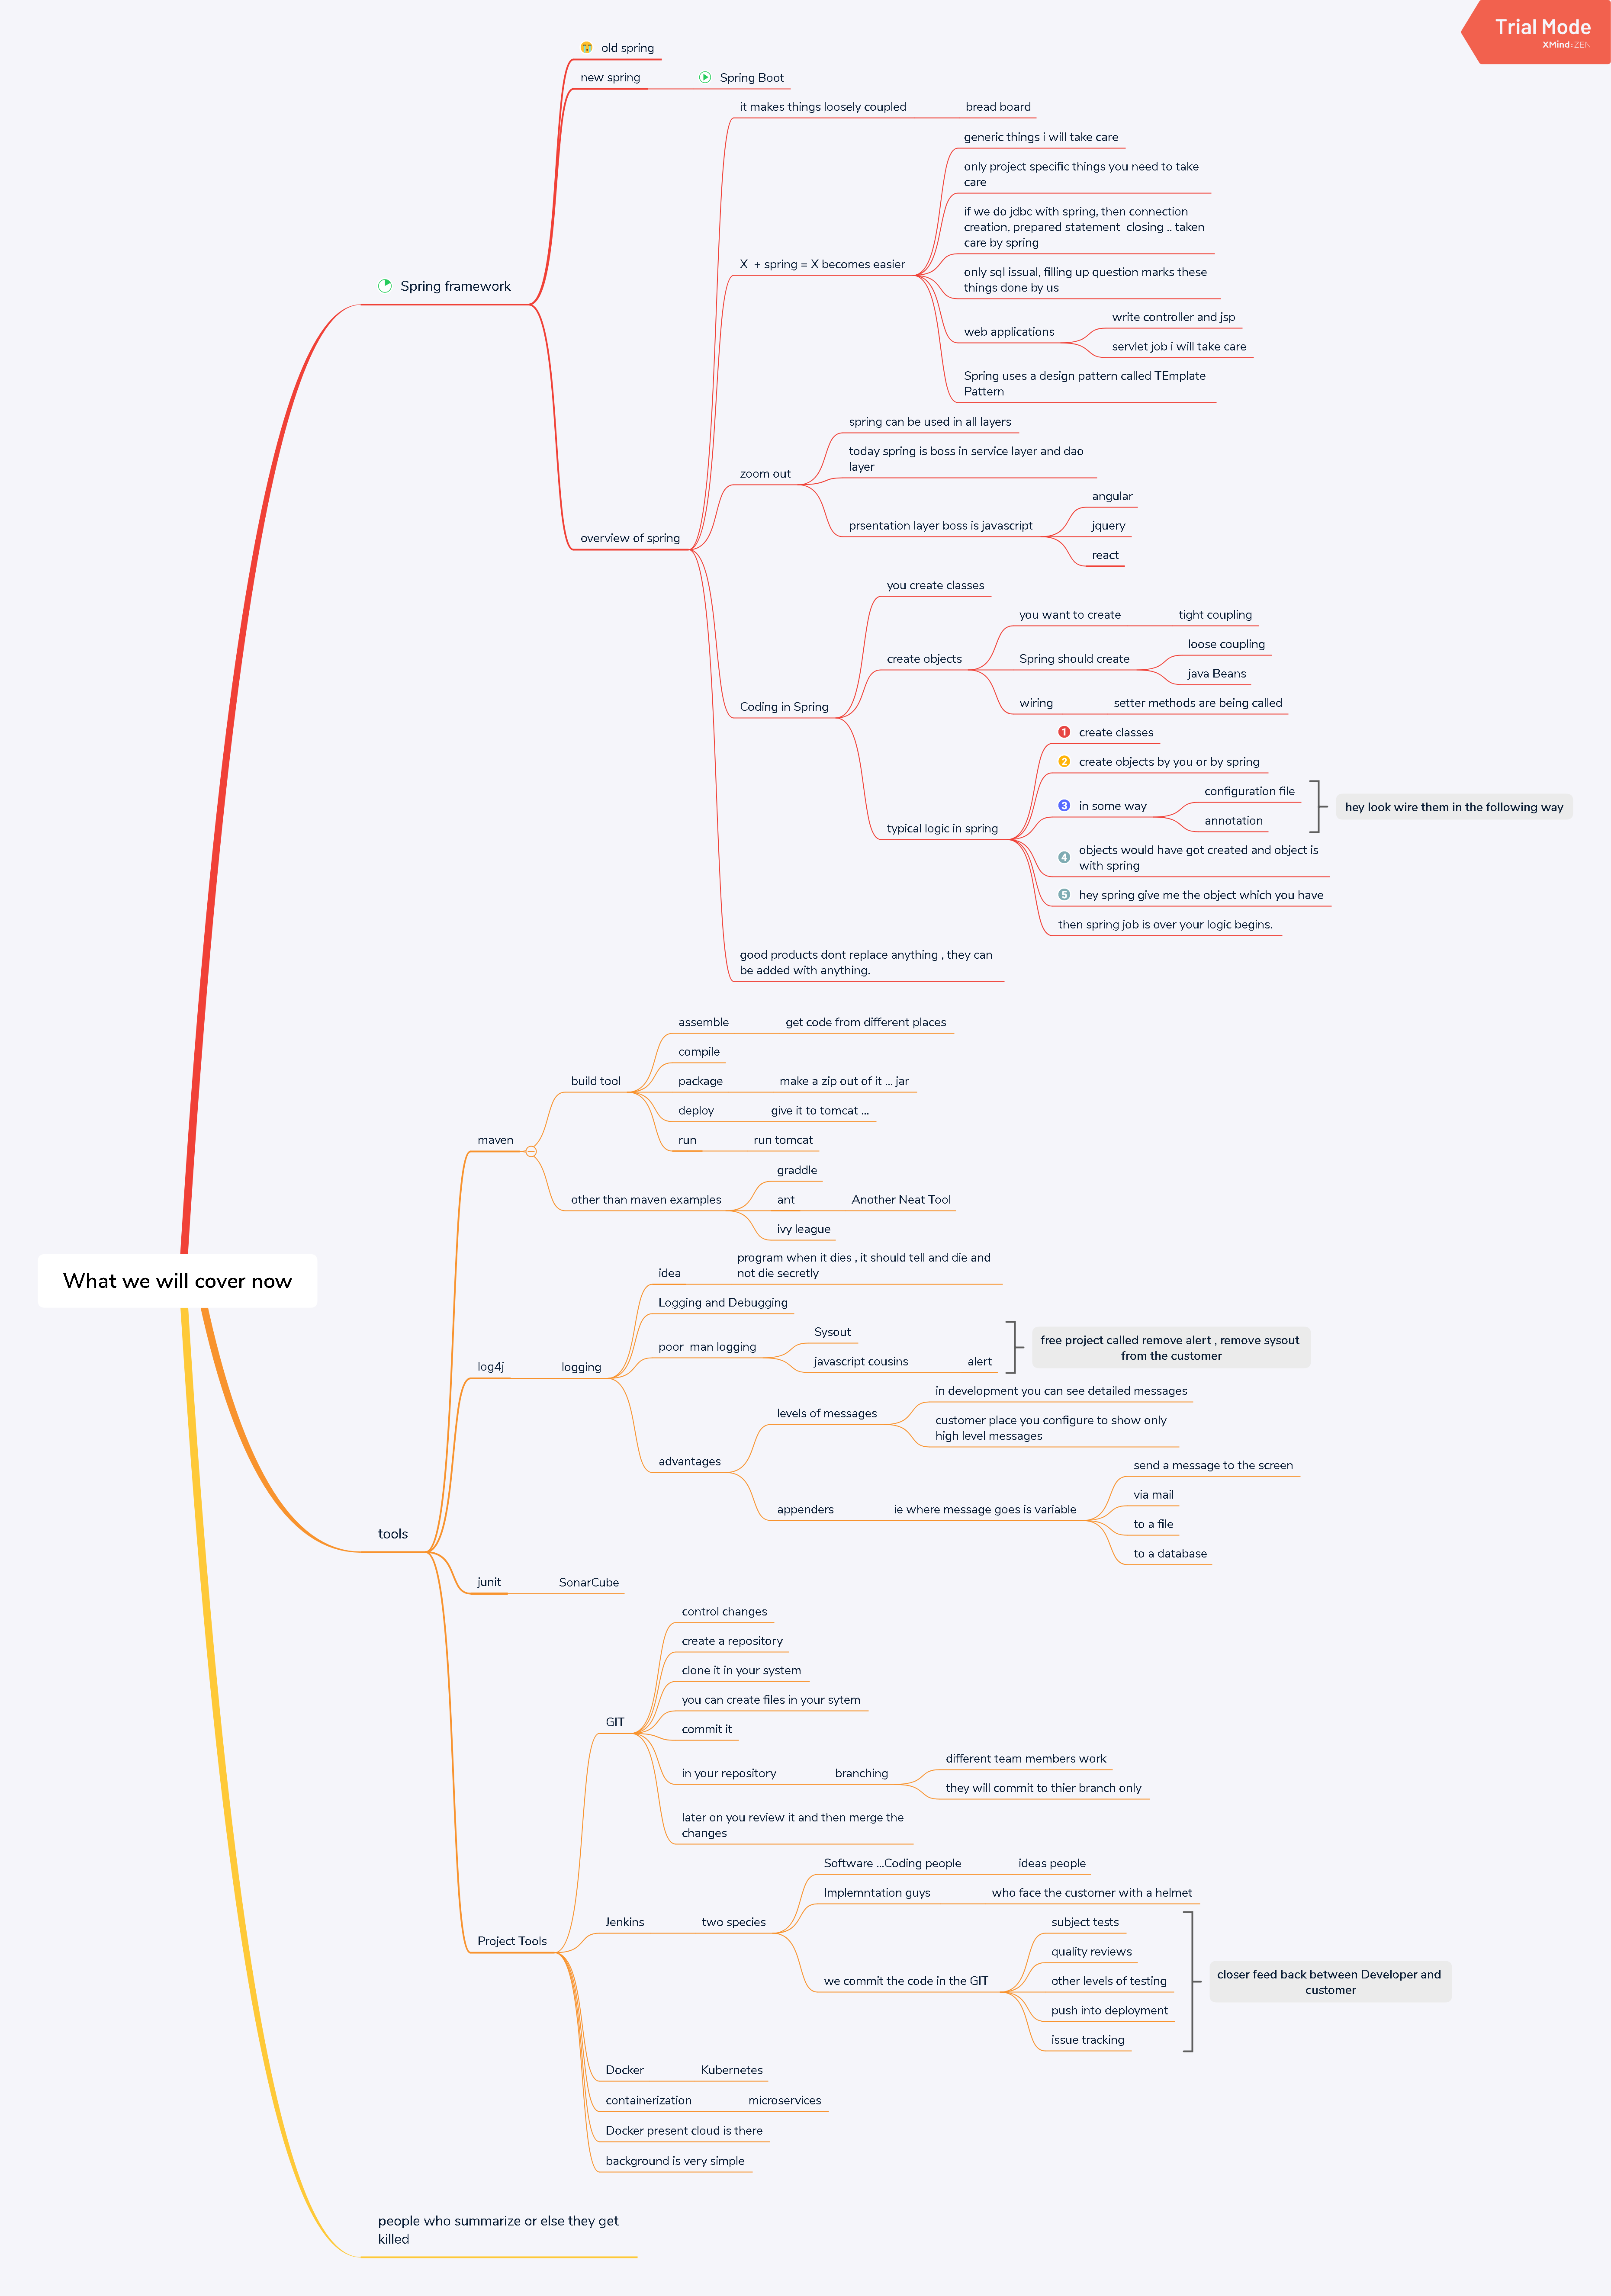 Trial Mode
XMind:ZEN
old spring
new spring
Spring Boot
it makes things loosely coupled
bread board
generic things i will take care
only project specific things you need to take
care
if we do jdbc with spring, then connection
creation, prepared statement  closing .. taken
care by spring
X  + spring = X becomes easier
only sql issual, filling up question marks these
things done by us
web applications
write controller and jsp
servlet job i will take care
Spring uses a design pattern called TEmplate
Pattern
Spring framework
spring can be used in all layers
today spring is boss in service layer and dao
layer
zoom out
prsentation layer boss is javascript
angular
jquery
react
overview of spring
you create classes
create objects
you want to create
tight coupling
Spring should create
loose coupling
java Beans
wiring
setter methods are being called
Coding in Spring
1 create classes
2 create objects by you or by spring
3 in some way
configuration file
annotation
hey look wire them in the following way
typical logic in spring
4 objects would have got created and object is
with spring
5 hey spring give me the object which you have
then spring job is over your logic begins.
good products dont replace anything , they can
be added with anything.
assemble
get code from different places
compile
build tool
package
make a zip out of it ... jar
deploy
give it to tomcat ...
run
run tomcat
maven
graddle
other than maven examples
ant
Another Neat Tool
ivy league
What we will cover now
idea
program when it dies , it should tell and die and
not die secretly
Logging and Debugging
poor  man logging
Sysout
javascript cousins
alert
free project called remove alert , remove sysout
from the customer
log4j
logging
levels of messages
in development you can see detailed messages
customer place you configure to show only
high level messages
advantages
appenders
ie where message goes is variable
send a message to the screen
via mail
to a file
to a database
tools
junit
SonarCube
control changes
create a repository
clone it in your system
you can create files in your sytem
GIT
commit it
in your repository
branching
different team members work
they will commit to thier branch only
later on you review it and then merge the
changes
Software ...Coding people
ideas people
Implemntation guys
who face the customer with a helmet
Jenkins
two species
Project Tools
we commit the code in the GIT
subject tests
quality reviews
other levels of testing
push into deployment
issue tracking
closer feed back between Developer and
customer
Docker
Kubernetes
containerization
microservices
Docker present cloud is there
background is very simple
people who summarize or else they get
killed